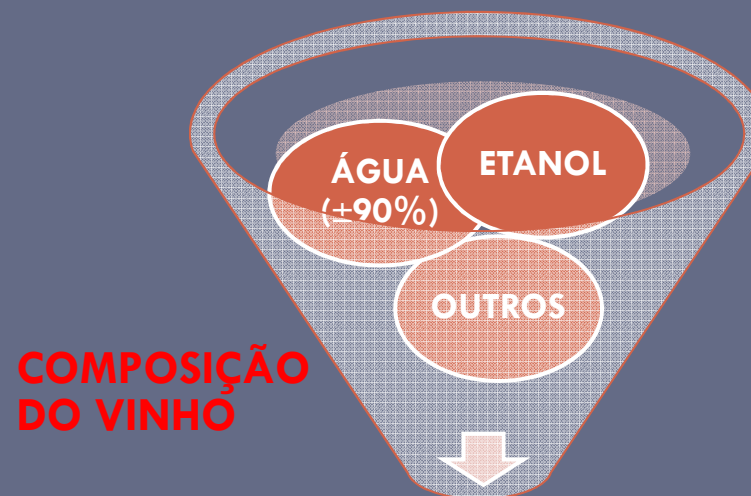 ÁGUA
(±90%)
ETANOL
OUTROS
COMPOSIÇÃO
DO VINHO